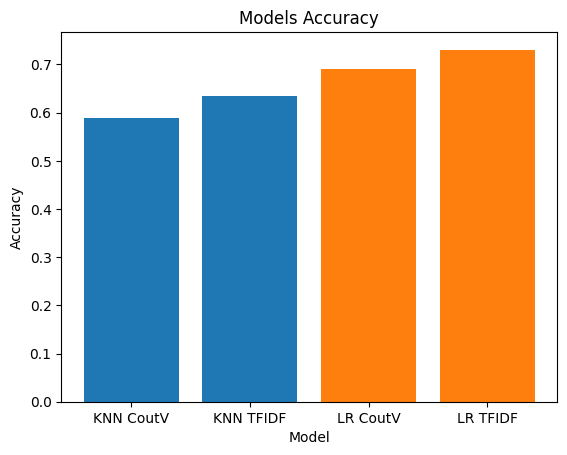 Models Accuracy
Accuracy
0.7
0.6
0.5
0.4
0.3
0.2
0.1
0.0
KNN CoutV KNN TFIDF LR CoutV LR TFIDF
Model